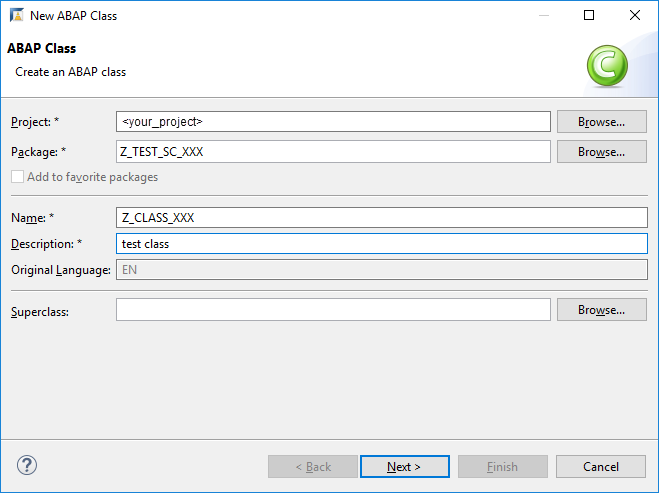 New ABAP Class
ABAP Class
Create an ABAP class
C
Project: * <your_project> Browse...
Package: * Z_TEST_SC_XXX Browse...
Add to favorite packages
Name: * Z_CLASS_XXX
Description: * test class
Original Language: EN
Superclass: Browse...
? < Back Next > Finish Cancel